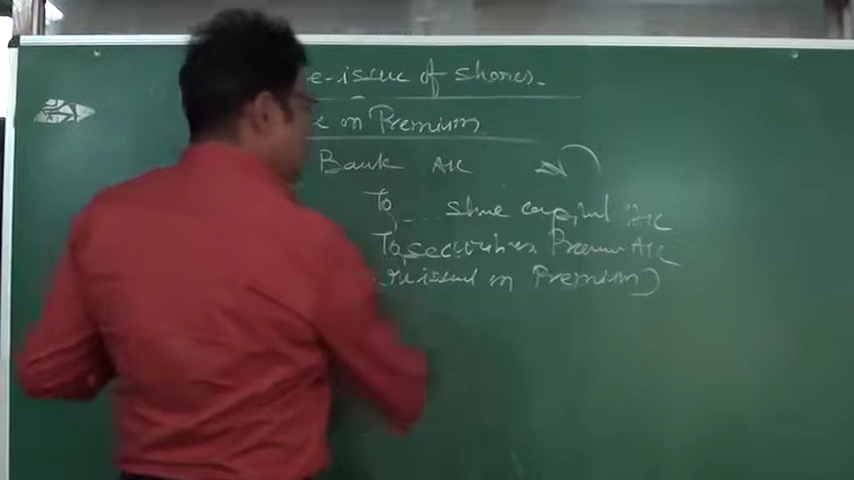 e-issue of shares.
e on Premium
Bank A/c
To share capital A/c
To securities Premium A/c
reissued on Premium)